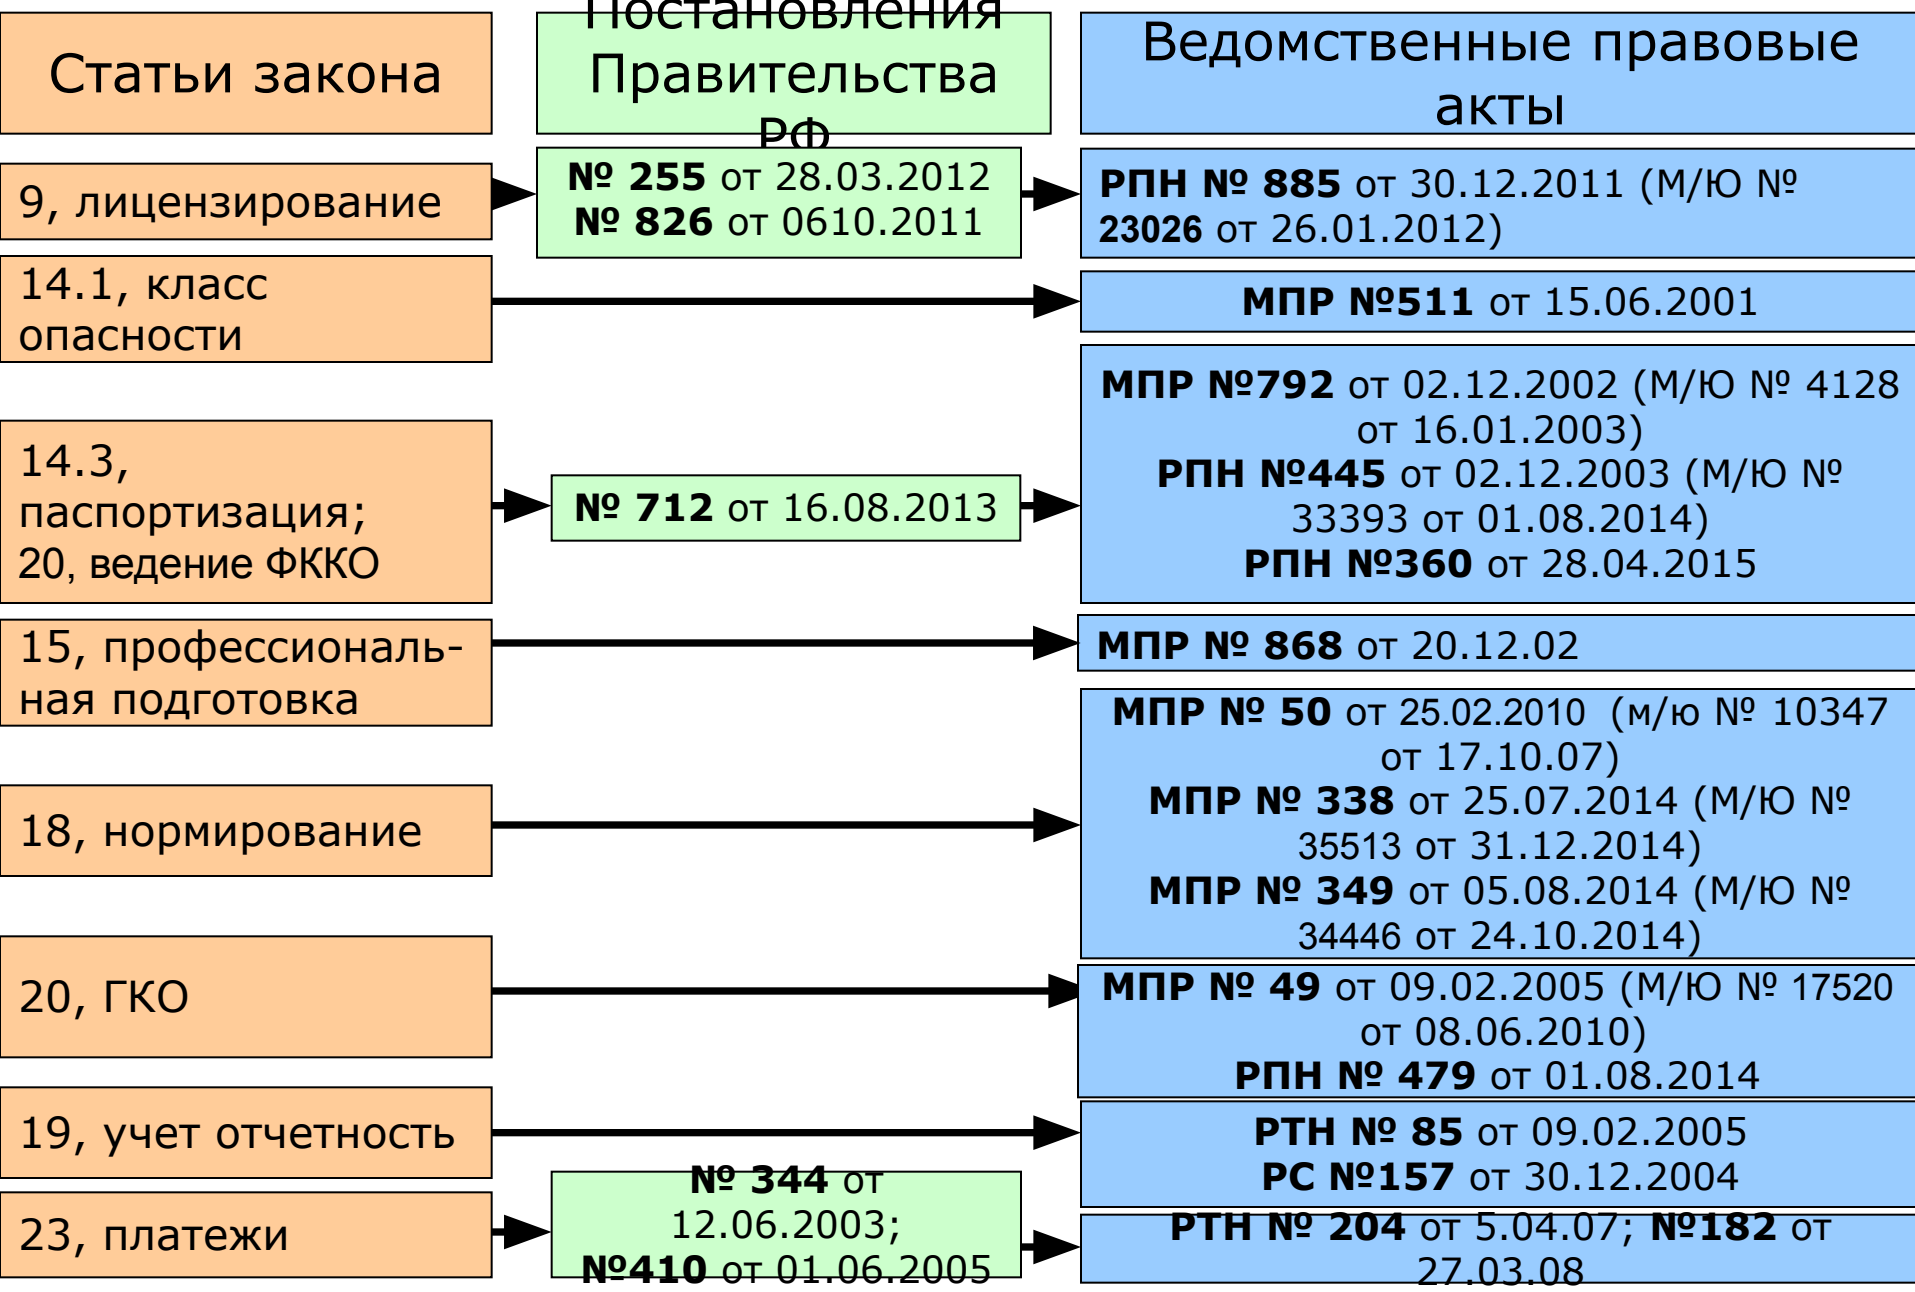 Статьи закона
Постановления
Правительства
РФ
Ведомственные правовые
акты
9, лицензирование
№ 255 от 28.03.2012
№ 826 от 0610.2011
РПН № 885 от 30.12.2011 (М/Ю №
23026 от 26.01.2012)
14.1, класс
опасности
МПР №511 от 15.06.2001
14.3,
паспортизация;
20, ведение ФККО
№ 712 от 16.08.2013
МПР №792 от 02.12.2002 (М/Ю № 4128
от 16.01.2003)
РПН №445 от 02.12.2003 (М/Ю №
33393 от 01.08.2014)
РПН №360 от 28.04.2015
15, профессиональ-
ная подготовка
МПР № 868 от 20.12.02
18, нормирование
МПР № 50 от 25.02.2010 (м/ю № 10347
от 17.10.07)
МПР № 338 от 25.07.2014 (М/Ю №
35513 от 31.12.2014)
МПР № 349 от 05.08.2014 (М/Ю №
34446 от 24.10.2014)
20, ГКО
МПР № 49 от 09.02.2005 (М/Ю № 17520
от 08.06.2010)
РПН № 479 от 01.08.2014
19, учет отчетность
РТН № 85 от 09.02.2005
РС №157 от 30.12.2004
23, платежи
№ 344 от
12.06.2003;
№410 от 01.06.2005
РТН № 204 от 5.04.07; №182 от
27.03.08